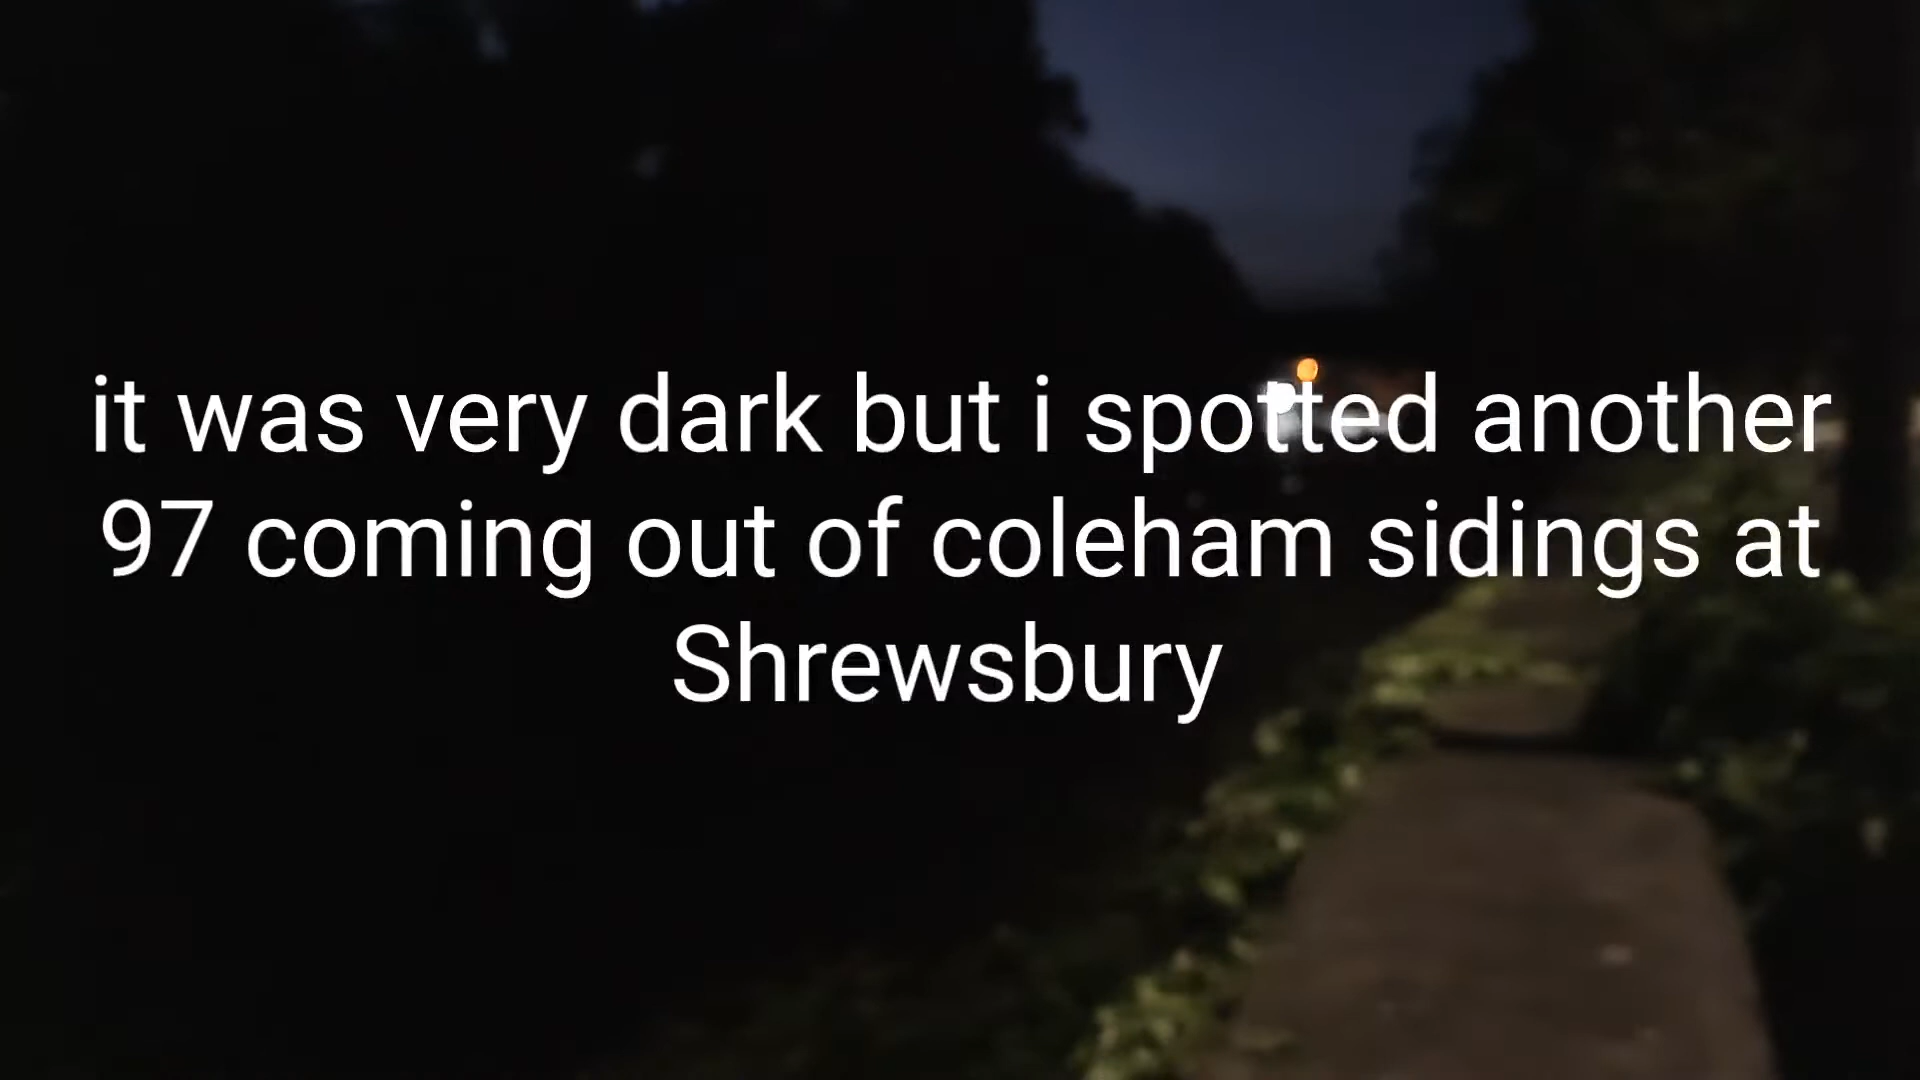 it was very dark but i spotted another
97 coming out of coleham sidings at
Shrewsbury